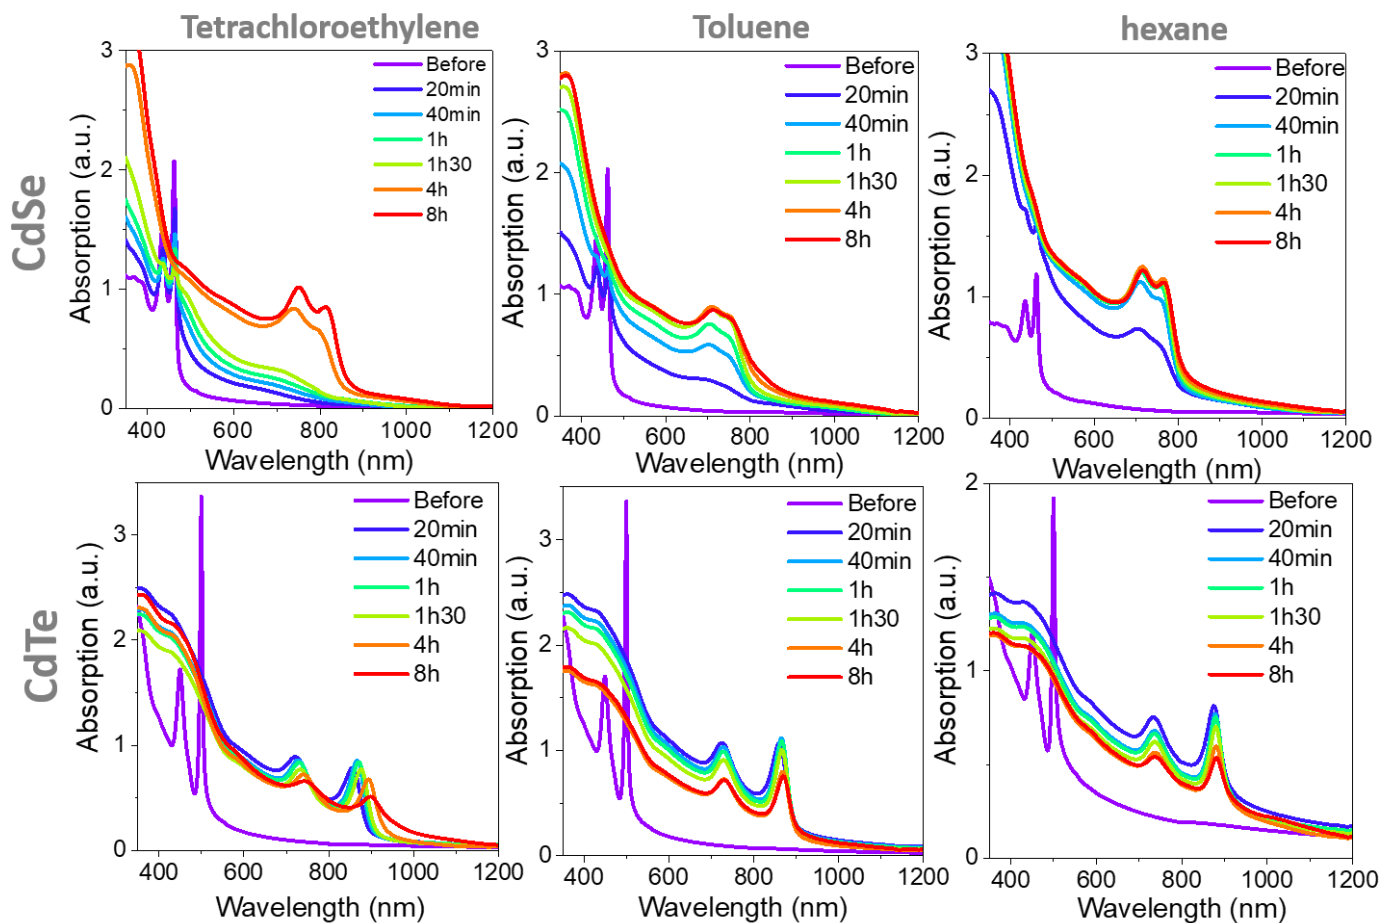 Tetrachloroethylene
Toluene
hexane
CdSe
3
2
1
0
Absorption (a.u.)
Before
20min
40min
1h
1h30
4h
8h
400 600 800 1000 1200
Wavelength (nm)
3
2
1
0
Absorption (a.u.)
Before
20min
40min
1h
1h30
4h
8h
400 600 800 1000 1200
Wavelength (nm)
3
2
1
0
Absorption (a.u.)
Before
20min
40min
1h
1h30
4h
8h
400 600 800 1000 1200
Wavelength (nm)
CdTe
3
2
1
0
Absorption (a.u.)
Before
20min
40min
1h
1h30
4h
8h
400 600 800 1000 1200
Wavelength (nm)
3
2
1
0
Absorption (a.u.)
Before
20min
40min
1h
1h30
4h
8h
400 600 800 1000 1200
Wavelength (nm)
2
1
0
Absorption (a.u.)
Before
20min
40min
1h
1h30
4h
8h
400 600 800 1000 1200
Wavelength (nm)